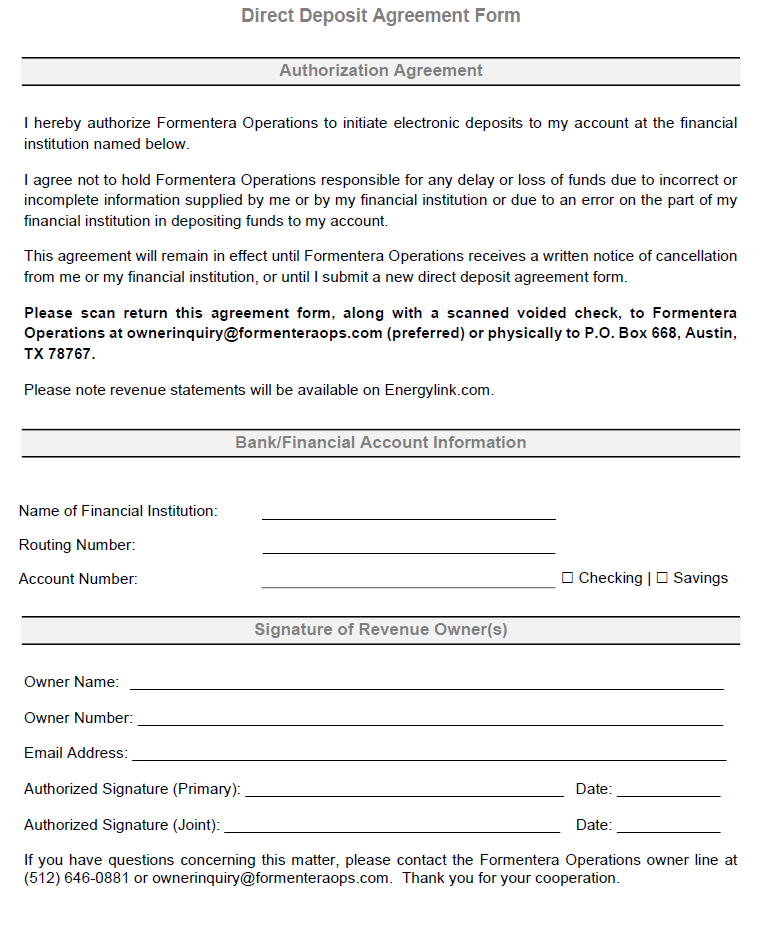 Direct Deposit Agreement Form
Authorization Agreement
I hereby authorize Formentera Operations to initiate electronic deposits to my account at the financial
institution named below.
I agree not to hold Formentera Operations responsible for any delay or loss of funds due to incorrect or
incomplete information supplied by me or by my financial institution or due to an error on the part of my
financial institution in depositing funds to my account.
This agreement will remain in effect until Formentera Operations receives a written notice of cancellation
from me or my financial institution, or until I submit a new direct deposit agreement form.
Please scan return this agreement form, along with a scanned voided check, to Formentera
Operations at ownerinquiry@formenteraops.com (preferred) or physically to P.O. Box 668, Austin,
TX 78767.
Please note revenue statements will be available on Energylink.com.
Bank/Financial Account Information
Name of Financial Institution: ____________________
Routing Number: ____________________
Account Number: ____________________ ☐ Checking | ☐ Savings
Signature of Revenue Owner(s)
Owner Name: ____________________
Owner Number: ____________________
Email Address: ____________________
Authorized Signature (Primary): ____________________ Date: __________
Authorized Signature (Joint): ____________________ Date: __________
If you have questions concerning this matter, please contact the Formentera Operations owner line at
(512) 646-0881 or ownerinquiry@formenteraops.com. Thank you for your cooperation.